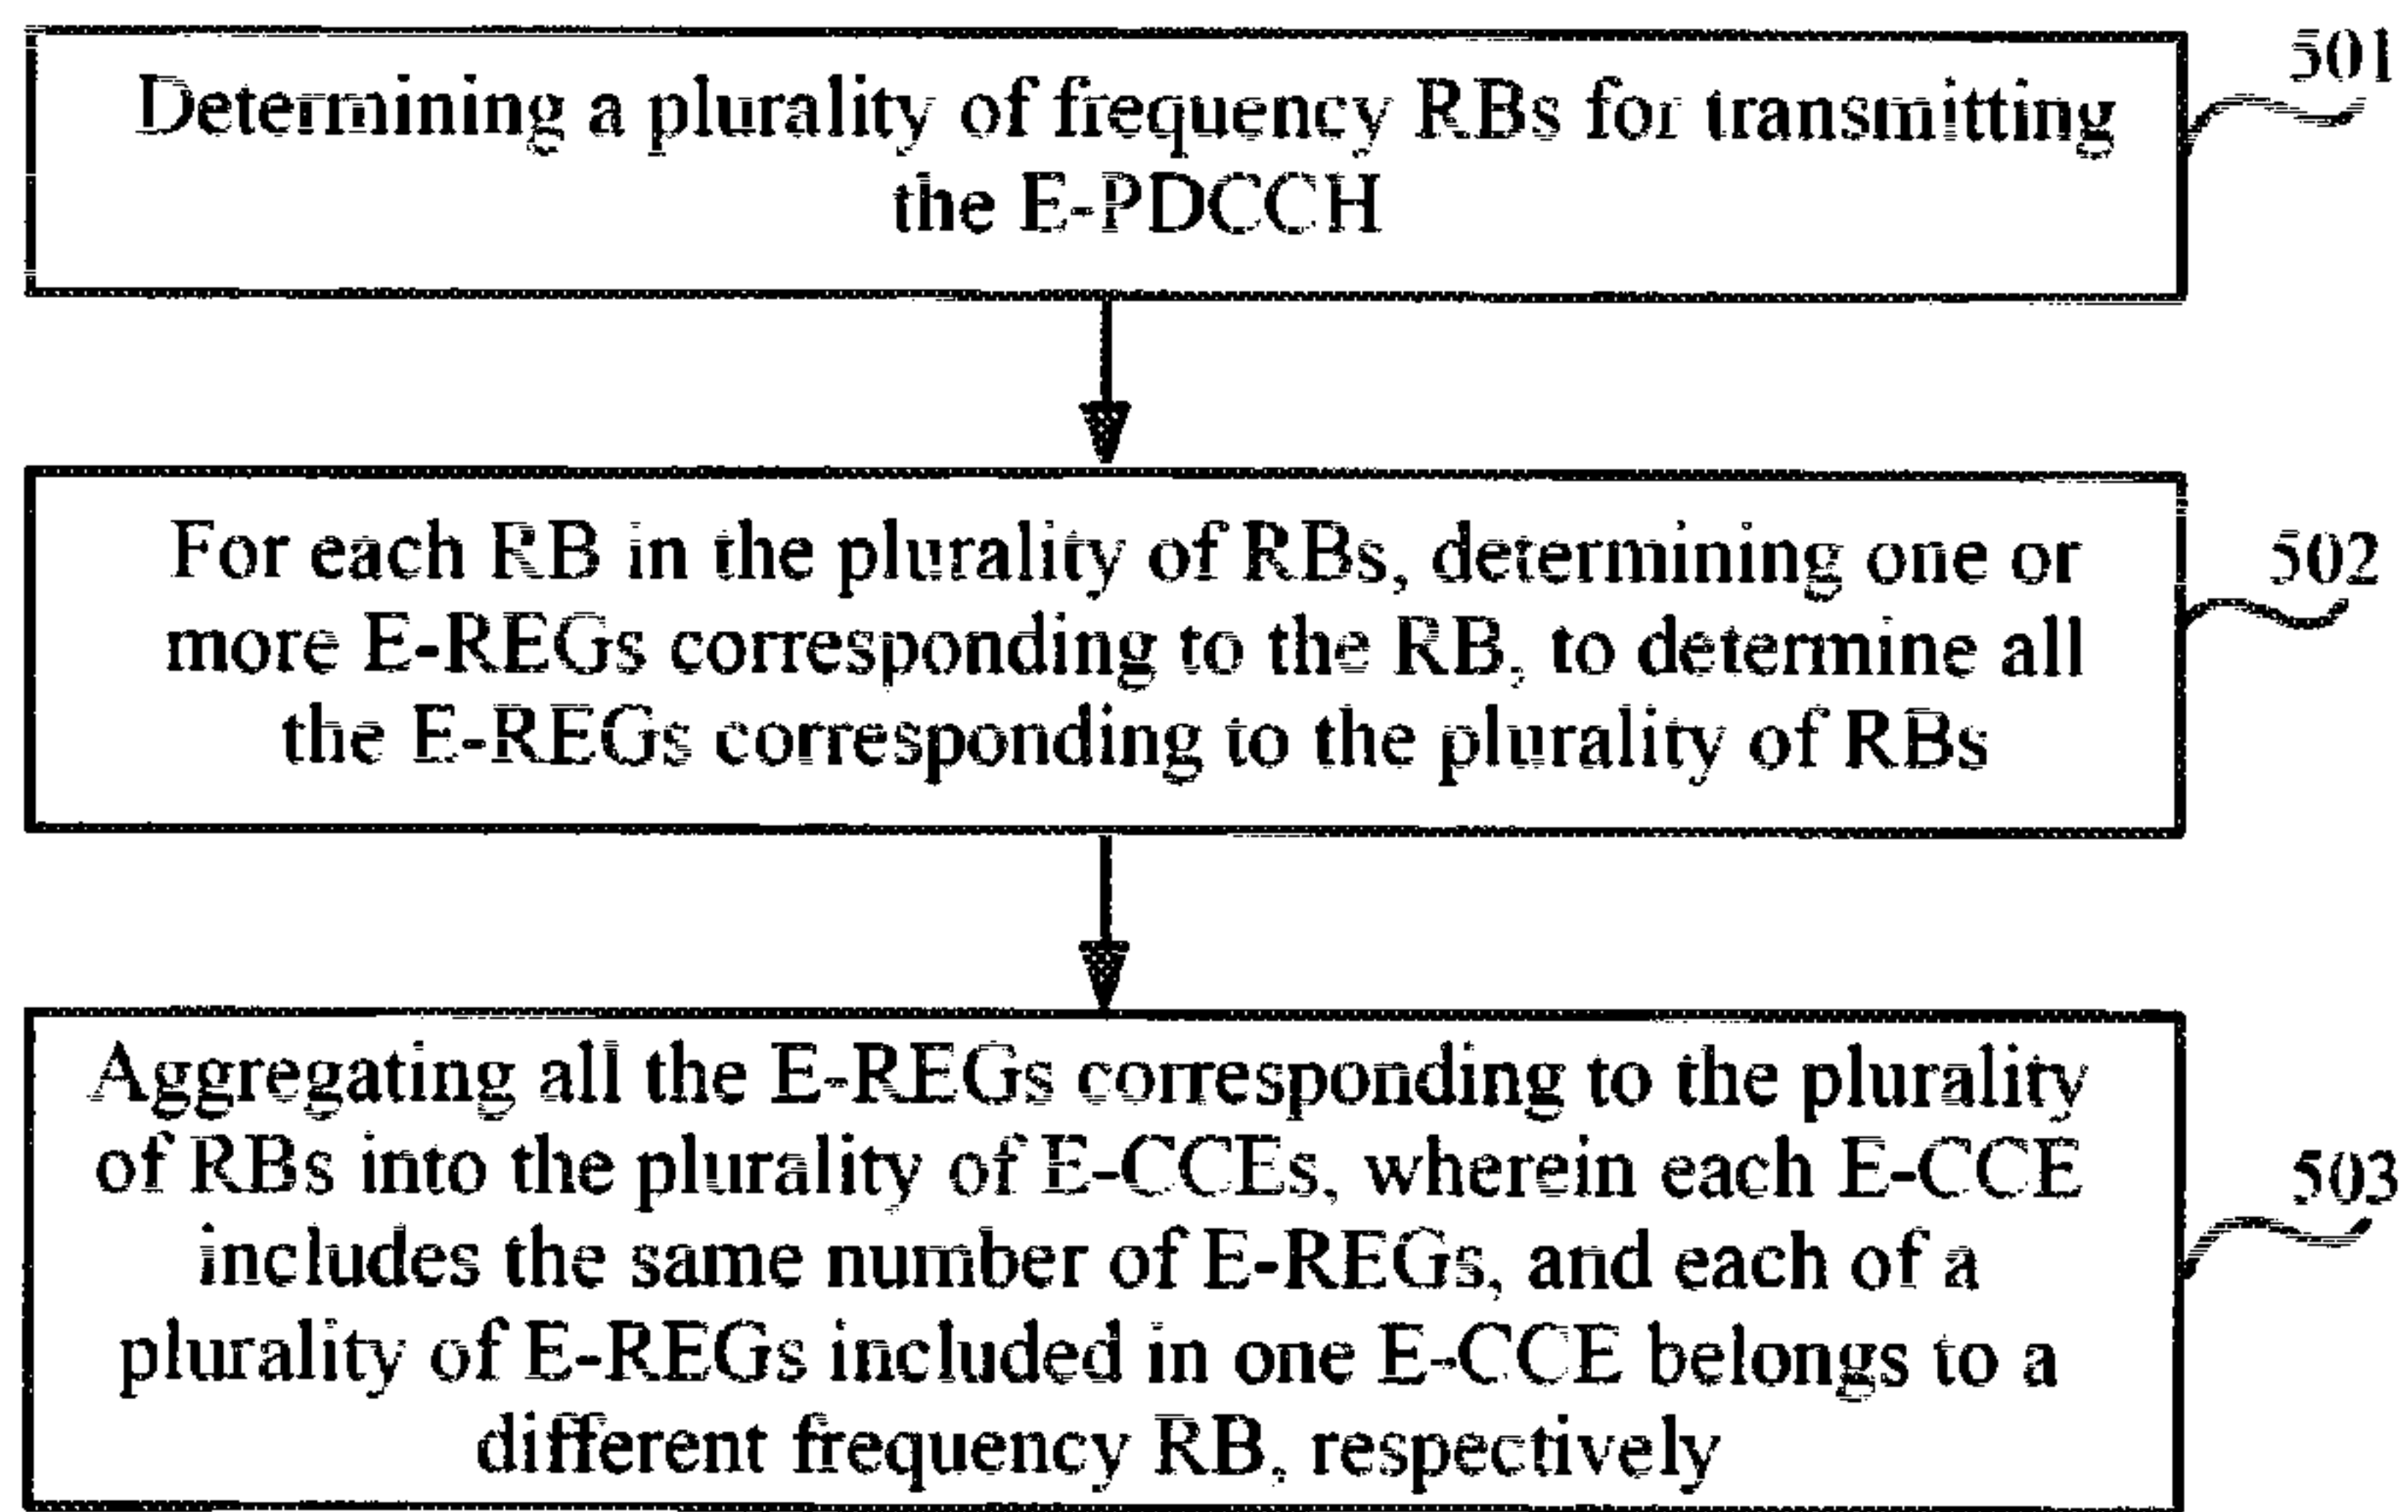 Determining a plurality of frequency RBs for transmitting
the E-PDCCH
501
For each RB in the plurality of RBs, determining one or
more E-REGs corresponding to the RB, to determine all
the E-REGs corresponding to the plurality of RBs
502
Aggregating all the E-REGs corresponding to the plurality
of RBs into the plurality of E-CCEs, wherein each E-CCE
includes the same number of E-REGs, and each of a
plurality of E-REGs included in one E-CCE belongs to a
different frequency RB, respectively
503